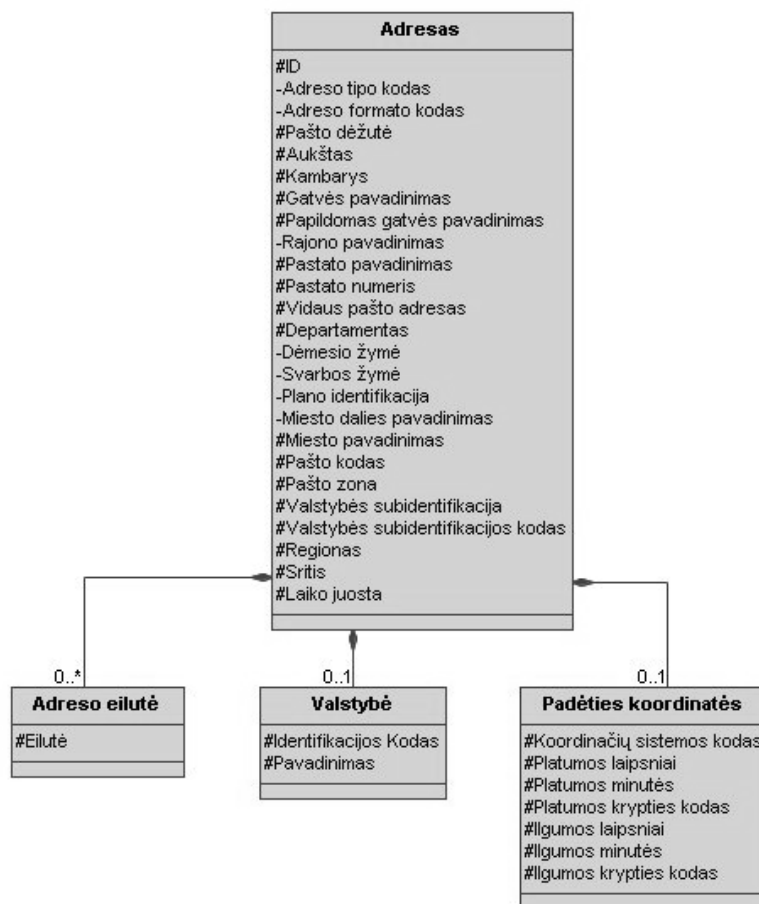 Adresas
#ID
-Adreso tipo kodas
-Adreso formato kodas
#Pašto dėžutė
#Aukštas
#Kambarys
#Gatvės pavadinimas
#Papildomas gatvės pavadinimas
-Rajono pavadinimas
#Pastato pavadinimas
#Pastato numeris
#Vidaus pašto adresas
#Departamentas
-Dėmesio žymė
-Svarbos žymė
-Plano identifikacija
-Miesto dalies pavadinimas
#Miesto pavadinimas
#Pašto kodas
#Pašto zona
#Valstybės subidentifikacija
#Valstybės subidentifikacijos kodas
#Regionas
#Sritis
#Laiko juosta
0..*
0..1
0..1
Adreso eilutė
#Eilutė
Valstybė
#Identifikacijos Kodas
#Pavadinimas
Padėties koordinatės
#Koordinačių sistemos kodas
#Platumos laipsniai
#Platumos minutės
#Platumos krypties kodas
#Ilgumos laipsniai
#Ilgumos minutės
#Ilgumos krypties kodas